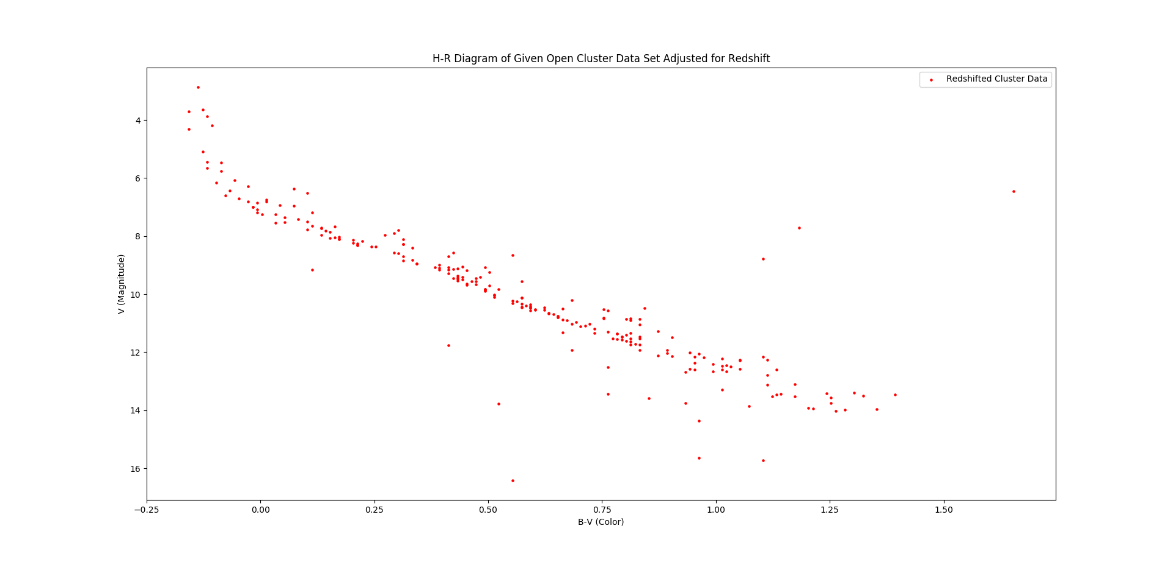 H-R Diagram of Given Open Cluster Data Set Adjusted for Redshift
Redshifted Cluster Data
4
6
8
10
12
14
16
V (Magnitude)
−0.25 0.00 0.25 0.50 0.75 1.00 1.25 1.50
B-V (Color)